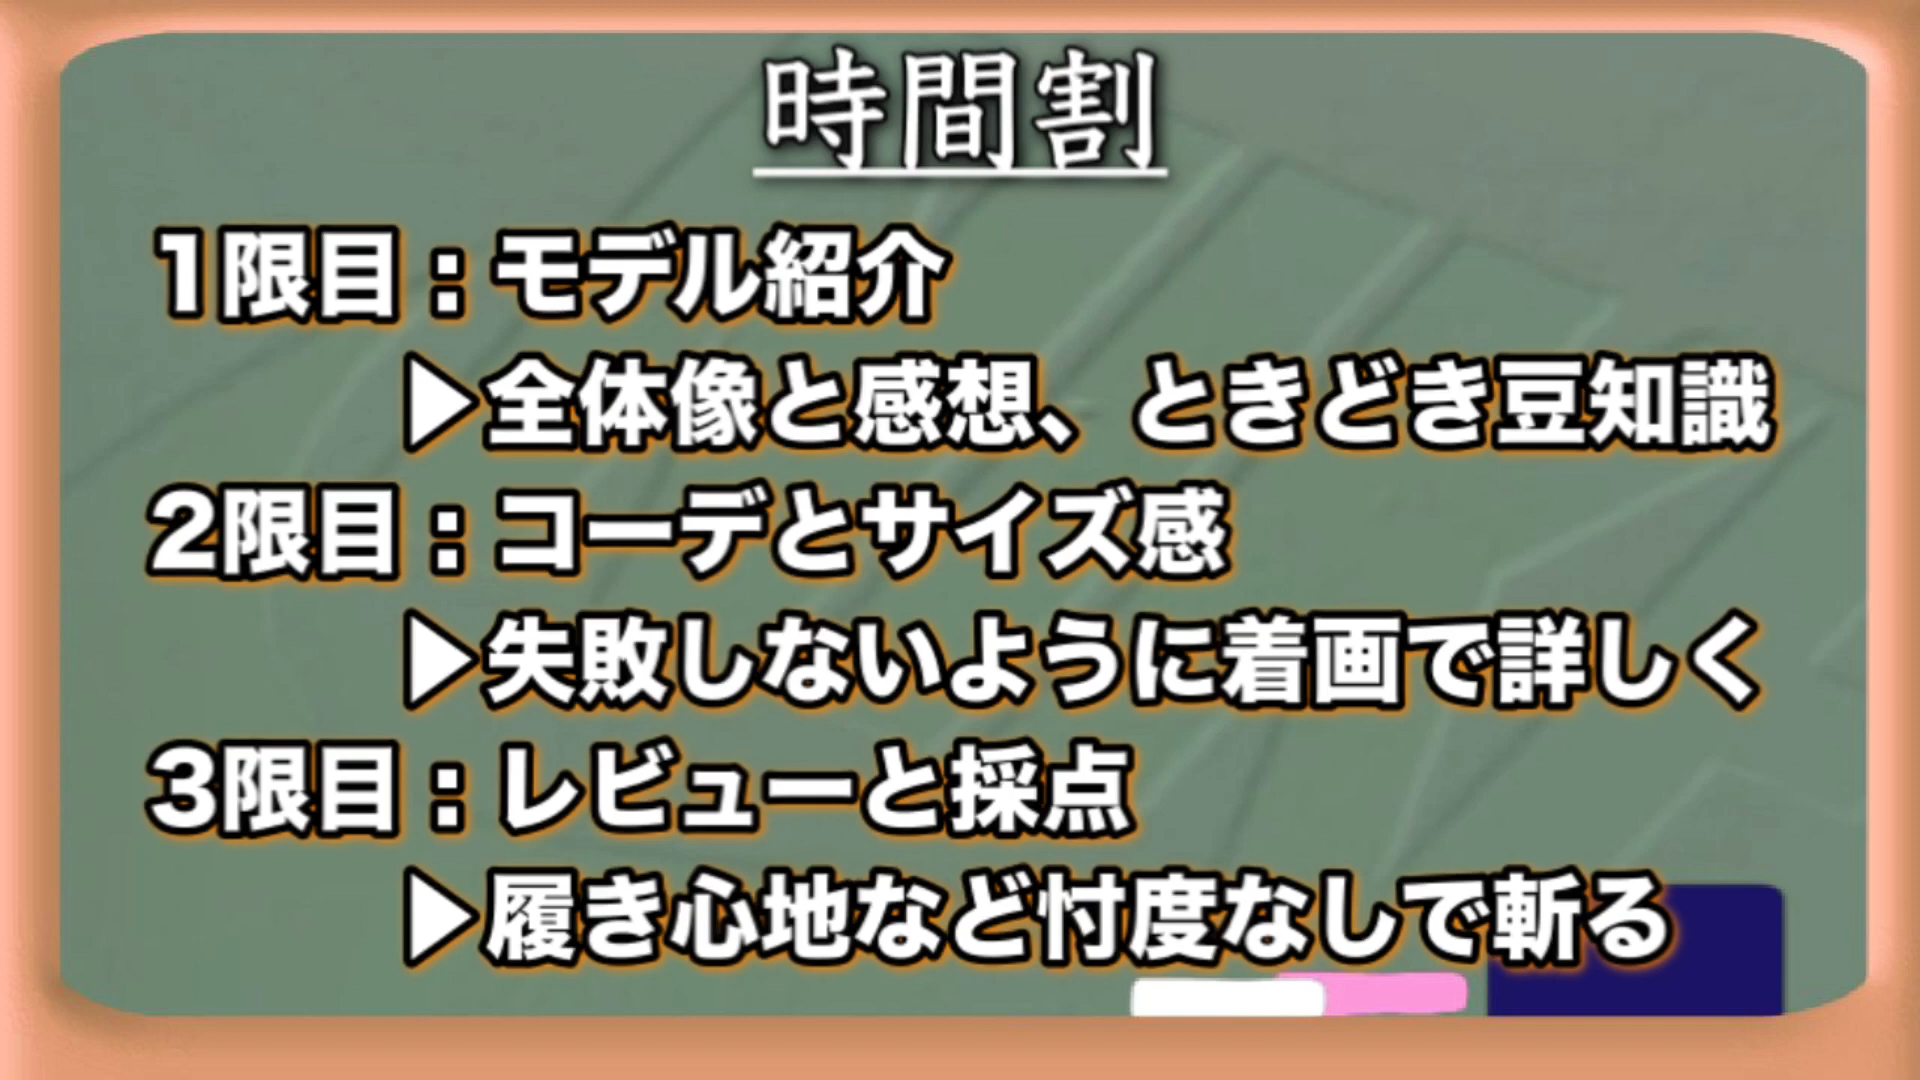 時間割
1限目：モデル紹介
▶全体像と感想、ときどき豆知識
2限目：コーデとサイズ感
▶失敗しないように着画で詳しく
3限目：レビューと採点
▶履き心地など忖度なしで斬る